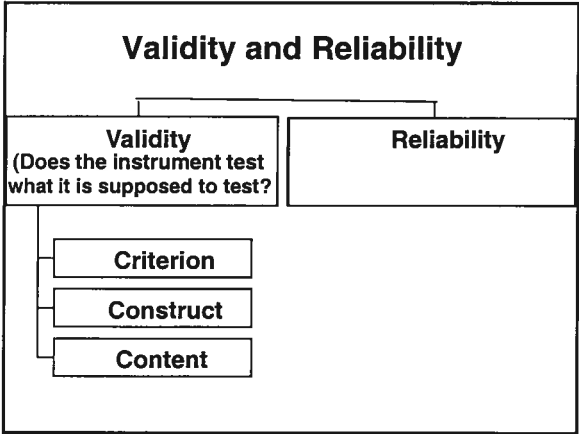 Validity and Reliability
Validity
(Does the instrument test
what it is supposed to test?
Reliability
Criterion
Construct
Content